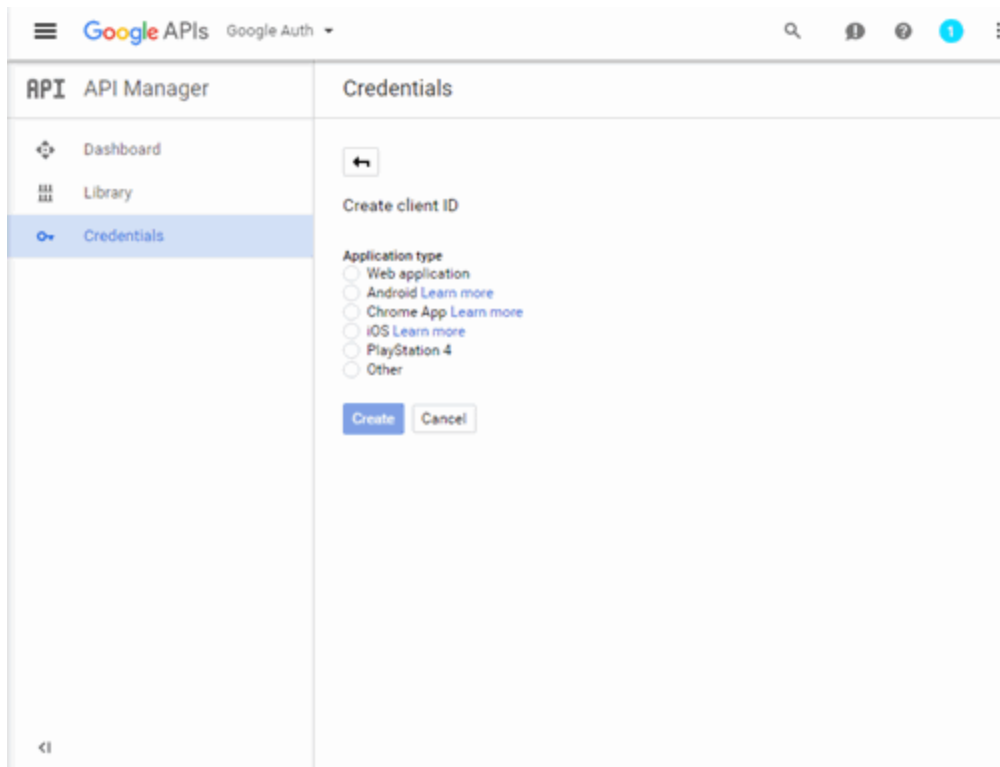 Google APIs Google Auth
1
API API Manager
Credentials
Dashboard
Library
Credentials
Create client ID
Application type
Web application
Android Learn more
Chrome App Learn more
iOS Learn more
PlayStation 4
Other
Create Cancel